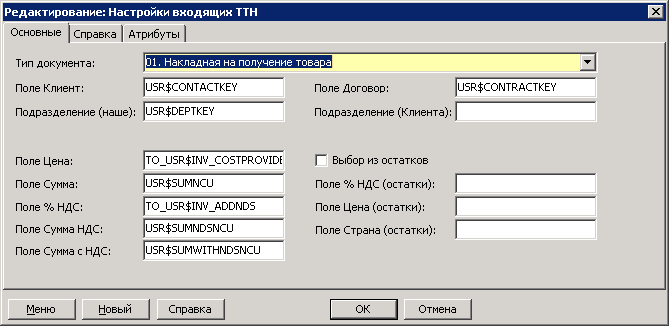 Редактирование: Настройки входящих ТТН
Основные Справка Атрибуты
Тип документа: 01. Накладная на получение товара
Поле Клиент: USR$CONTACTKEY Поле Договор: USR$CONTRACTKEY
Подразделение (наше): USR$DEPTKEY Подразделение (Клиента):
Поле Цена: TO_USR$INV_COSTPROVIDE Выбор из остатков
Поле Сумма: USR$SUMNCU Поле % НДС (остатки):
Поле % НДС: TO_USR$INV_ADDNDS Поле Цена (остатки):
Поле Сумма НДС: USR$SUMNDSNCU Поле Страна (остатки):
Поле Сумма с НДС: USR$SUMWITHNDSNCU
Меню Новый Справка OK Отмена